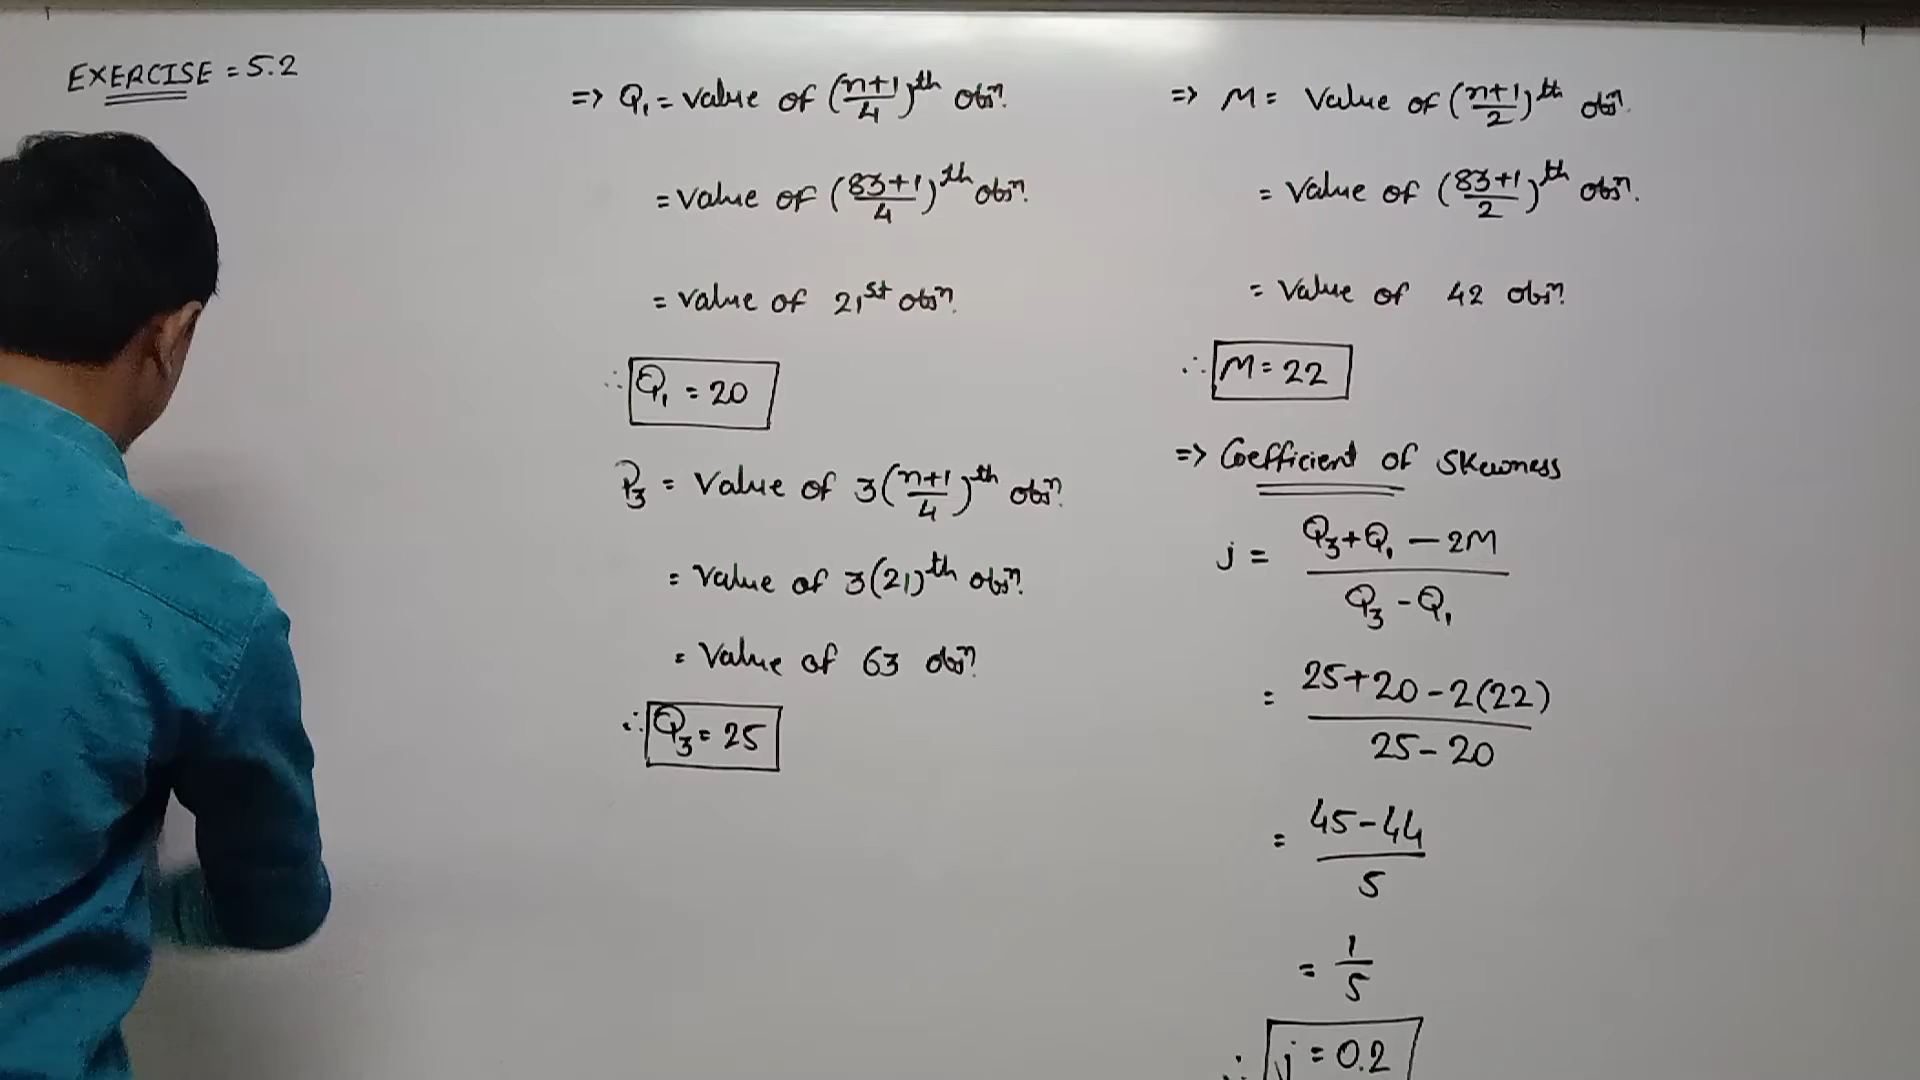 EXERCISE = 5.2
=> Q₁ = Value of (n+1/4)th obsⁿ.
= Value of (83+1/4)th obsⁿ.
= Value of 21st obsⁿ.
∴ Q₁ = 20
Q₃ = Value of 3(n+1/4)th obsⁿ.
= Value of 3(21)th obsⁿ.
= Value of 63 obsⁿ.
∴ Q₃ = 25
=> M = Value of (n+1/2)th obsⁿ.
= Value of (83+1/2)th obsⁿ.
= Value of 42 obsⁿ.
∴ M = 22
=> Coefficient of Skewness
j = Q₃+Q₁ - 2M / Q₃ - Q₁
= 25+20-2(22) / 25-20
= 45-44 / 5
= 1/5
∴ j = 0.2